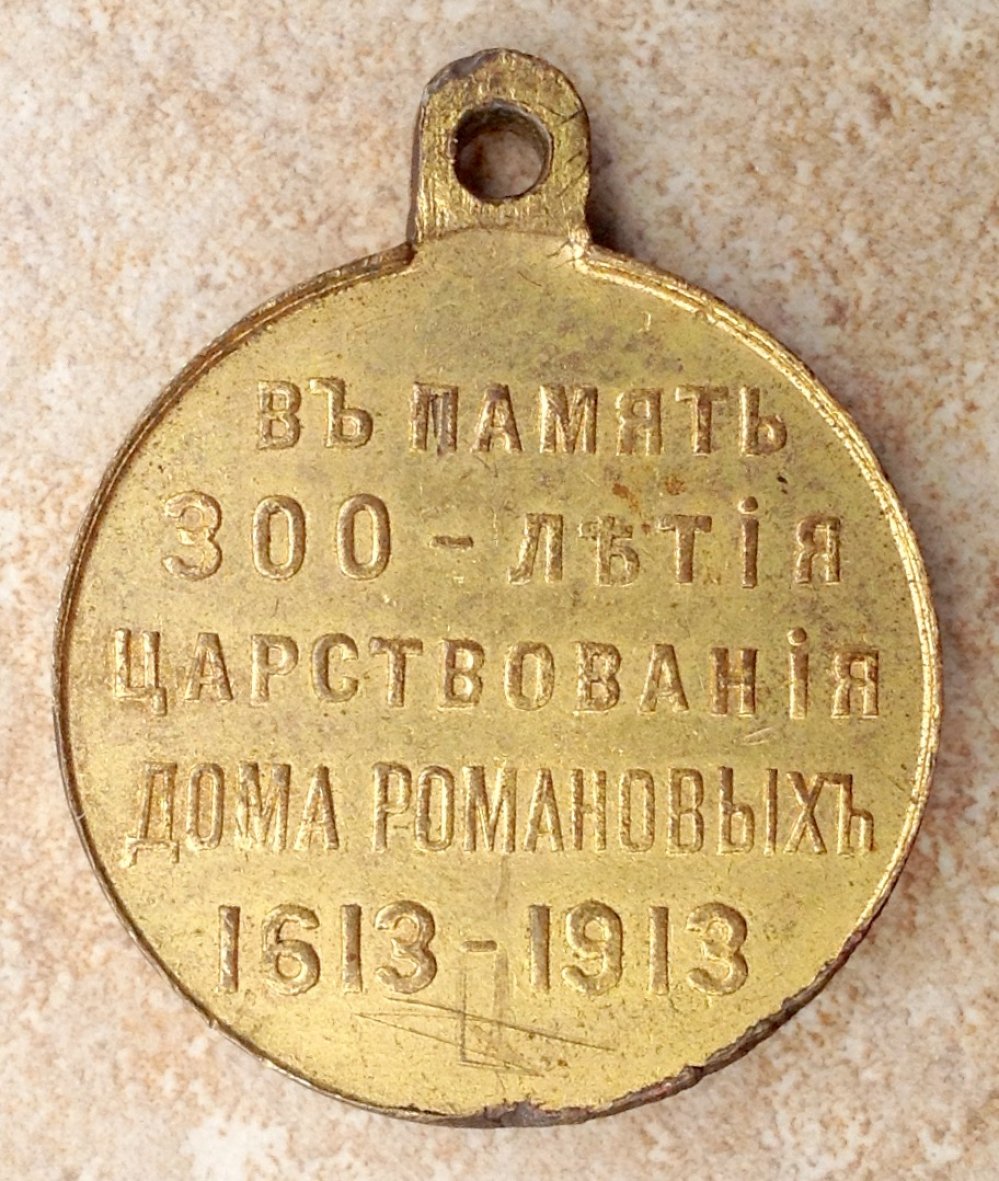 ВЪ ПАМЯТЬ
300-ЛѢТІЯ
ЦАРСТВОВАНІЯ
ДОМА РОМАНОВЫХЪ
1613-1913